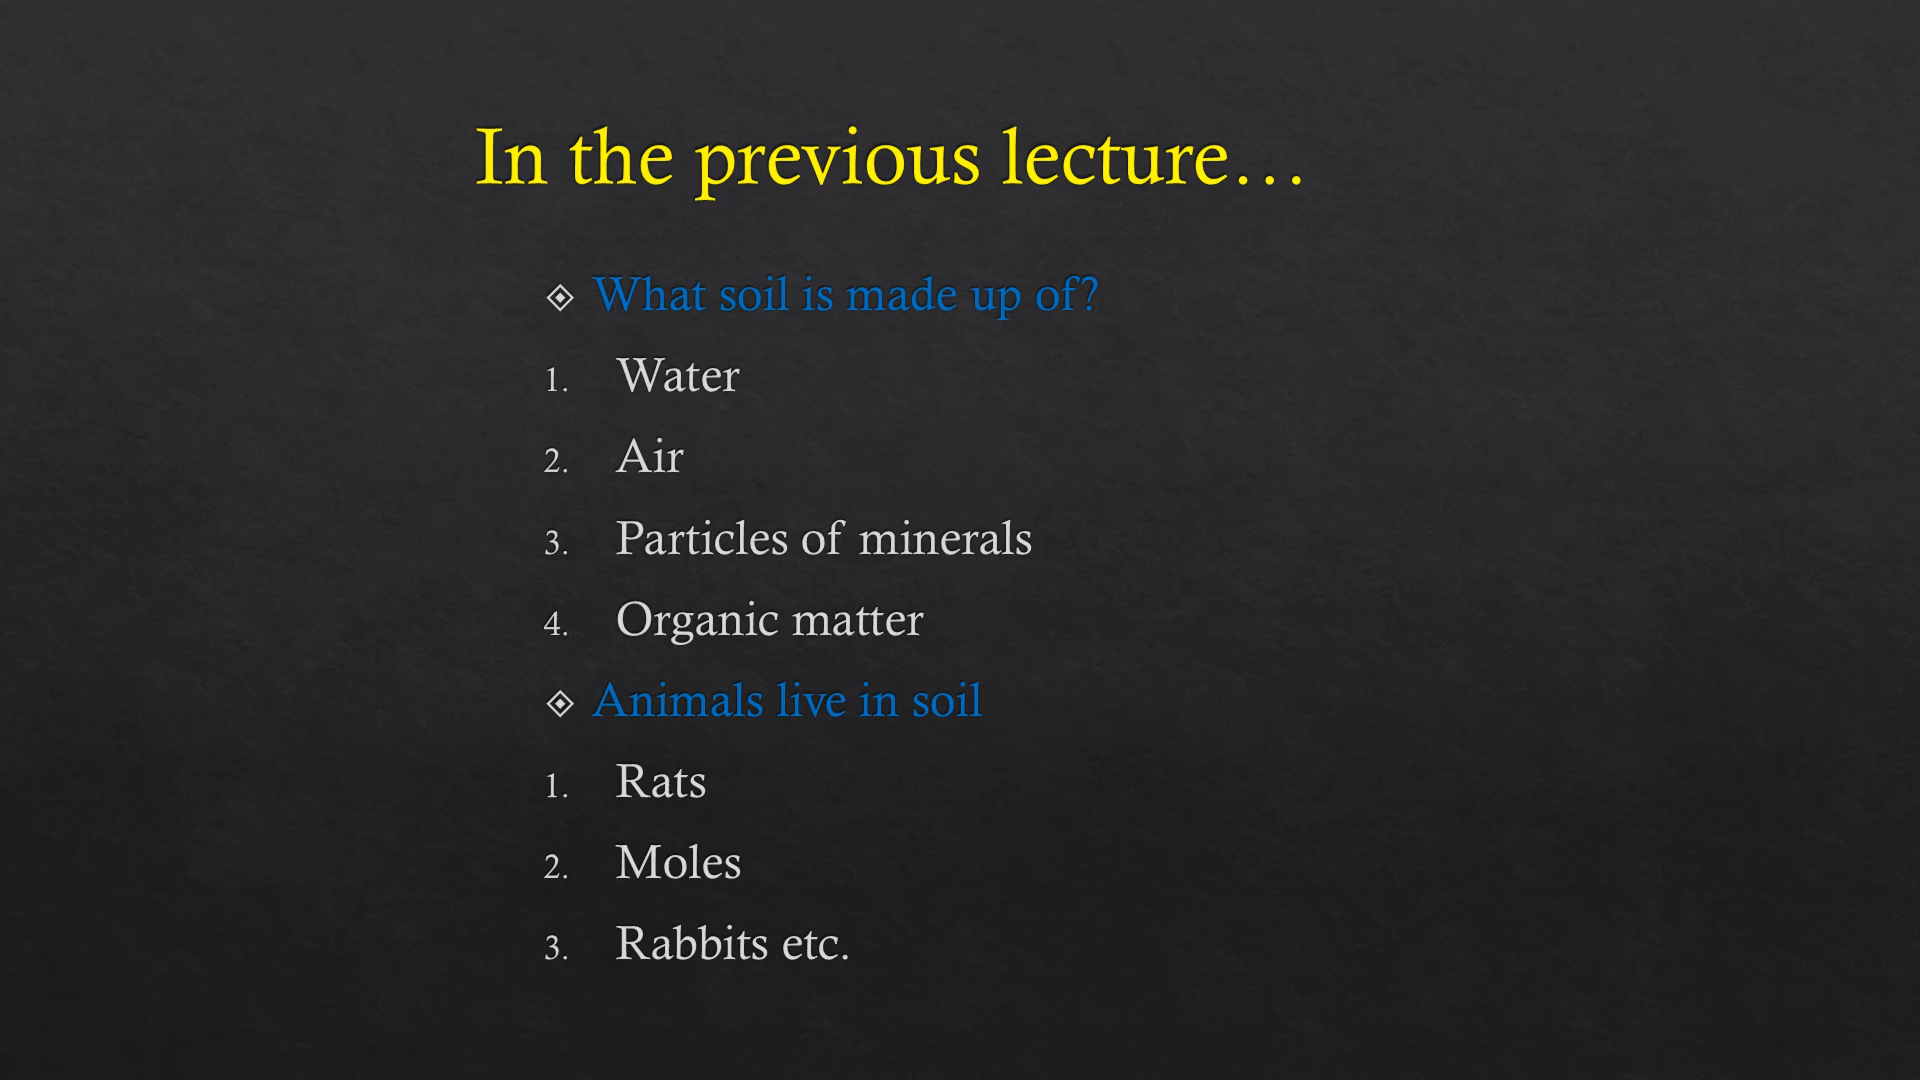 In the previous lecture…
What soil is made up of?
1. Water
2. Air
3. Particles of minerals
4. Organic matter
Animals live in soil
1. Rats
2. Moles
3. Rabbits etc.